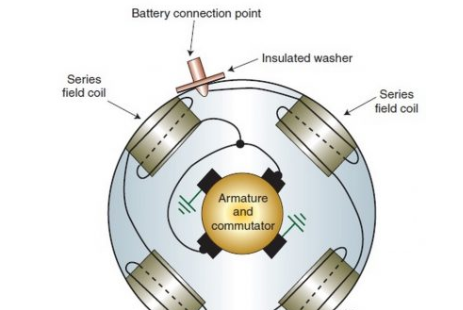 Battery connection point
Insulated washer
Series
field coil
Series
field coil
Armature
and
commutator